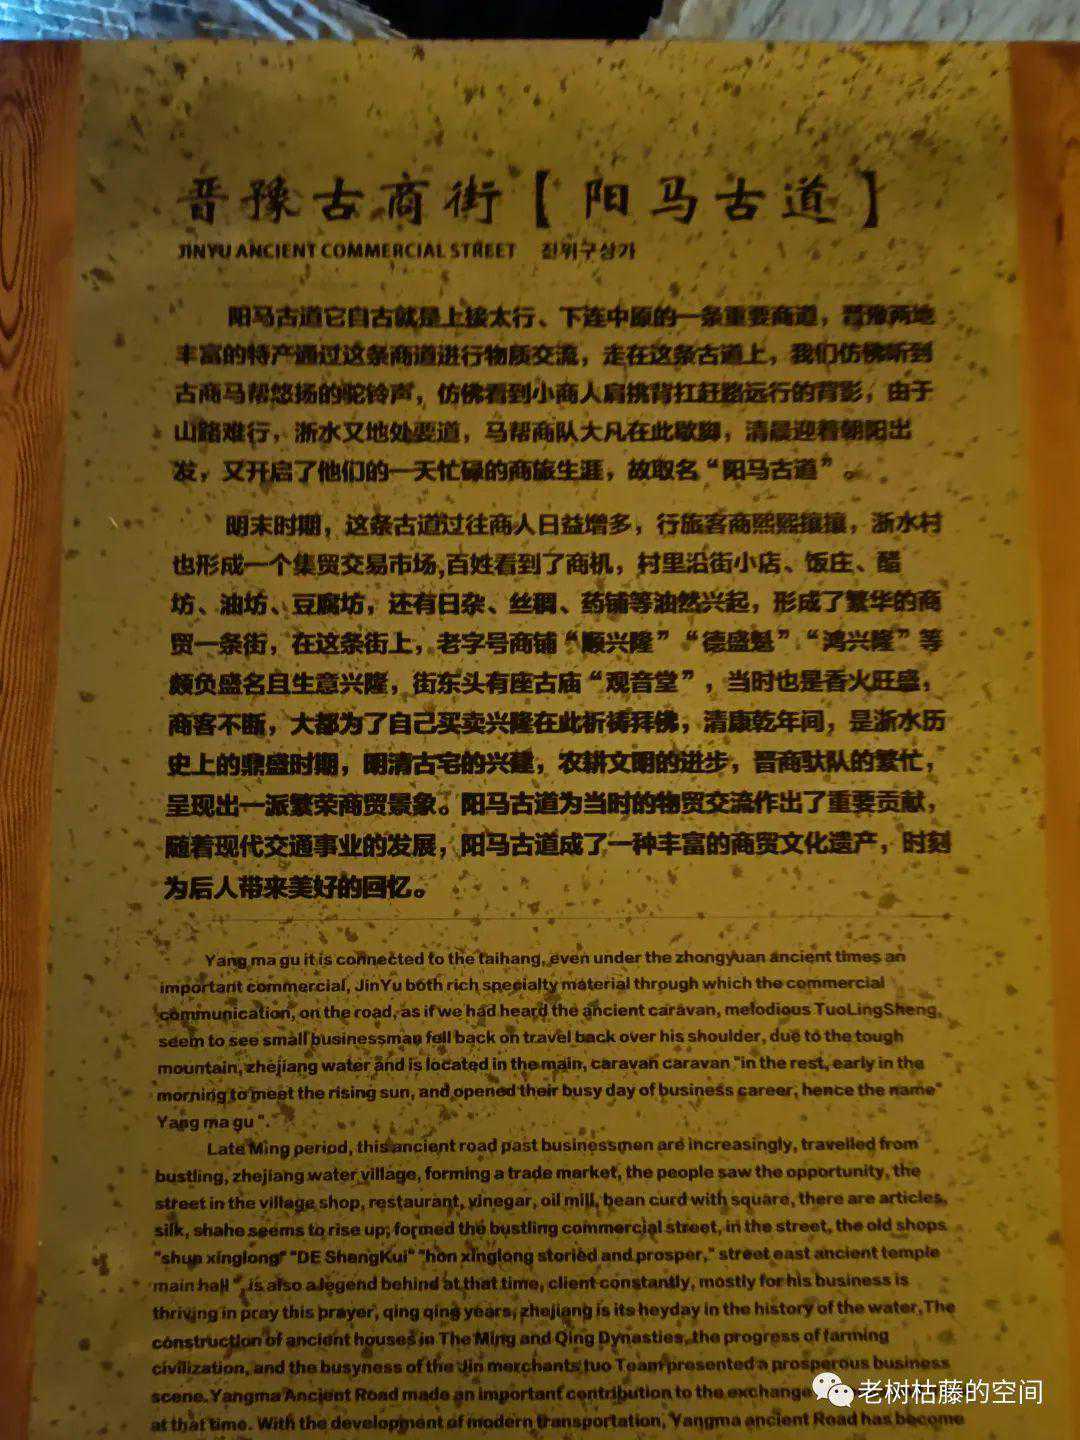 晋豫古商街【阳马古道】
JINYU ANCIENT COMMERCIAL STREET 진위구상가
阳马古道它自古就是上接太行、下连中原的一条重要商道，晋豫两地
丰富的特产通过这条商道进行物质交流，走在这条古道上，我们仿佛听到
古商马帮悠扬的驼铃声，仿佛看到小商人肩挑背扛赶路远行的背影，由于
山路难行，浙水又地处要道，马帮商队大凡在此歇脚，清晨迎着朝阳出
发，又开启了他们的一天忙碌的商旅生涯，故取名“阳马古道”。
明末时期，这条古道过往商人日益增多，行旅客商熙熙攘攘，浙水村
也形成一个集贸交易市场,百姓看到了商机，村里沿街小店、饭庄、醋
坊、油坊、豆腐坊，还有日杂、丝绸、药铺等油然兴起，形成了繁华的商
贸一条街，在这条街上，老字号商铺“顺兴隆”“德盛魁”“鸿兴隆”等
颇负盛名且生意兴隆，街东头有座古庙“观音堂”，当时也是香火旺盛，
商客不断，大都为了自己买卖兴隆在此祈祷拜佛，清康乾年间，是浙水历
史上的鼎盛时期，明清古宅的兴建，农耕文明的进步，晋商驮队的繁忙，
呈现出一派繁荣商贸景象。阳马古道为当时的物贸交流作出了重要贡献，
随着现代交通事业的发展，阳马古道成了一种丰富的商贸文化遗产，时刻
为后人带来美好的回忆。
Yang ma gu it is connected to the taihang, even under the zhongyuan ancient times an
important commercial, JinYu both rich specialty material through which the commercial
communication, on the road, as if we had heard the ancient caravan, melodious TuoLingSheng,
seem to see small businessman fell back on travel back over his shoulder, due to the tough
mountain, zhejiang water and is located in the main, caravan caravan "in the rest, early in the
morning to meet the rising sun, and opened their busy day of business career, hence the name"
Yang ma gu ".
Late Ming period, this ancient road past businessmen are increasingly, travelled from
bustling, zhejiang water village, forming a trade market, the people saw the opportunity, the
street in the village shop, restaurant, vinegar, oil mill, bean curd with square, there are articles,
silk, shahe seems to rise up, formed the bustling commercial street, in the street, the old shops
"shun xinglong" "DE ShengKui" "hon xinglong storied and prosper," street east ancient temple
main hall ", is also a legend behind at that time, client constantly, mostly for his business is
thriving in pray this prayer, qing qing years, zhejiang is its heyday in the history of the water,The
construction of ancient houses in The Ming and Qing Dynasties, the progress of farming
civilization, and the busyness of the Jin merchants tuo Team presented a prosperous business
scene.Yangma Ancient Road made an important contribution to the exchange
at that time. With the development of modern transportation, Yangma ancient Road has become
老树枯藤的空间